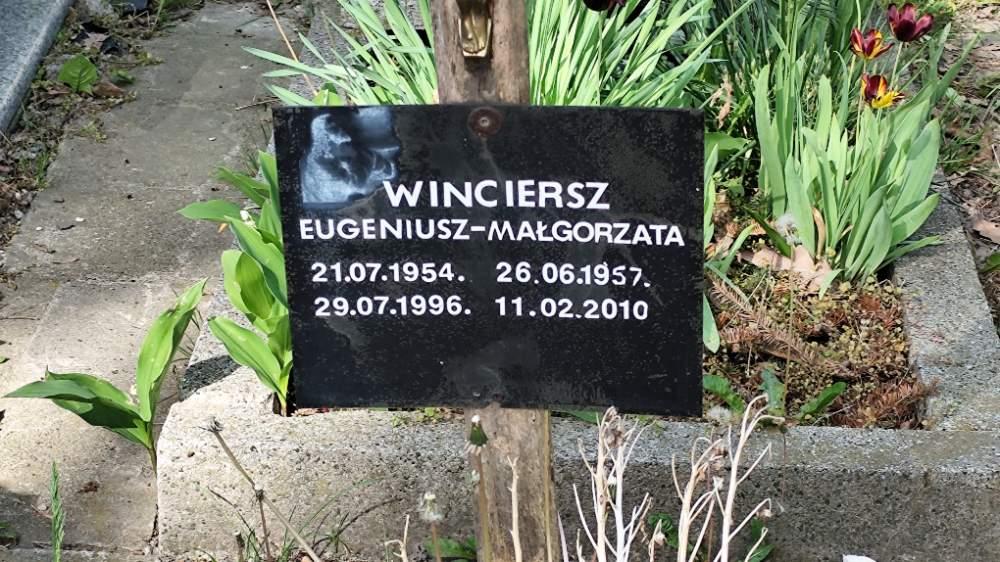 WINCIERSZ
EUGENIUSZ-MAŁGORZATA
21.07.1954. 26.06.1957.
29.07.1996. 11.02.2010